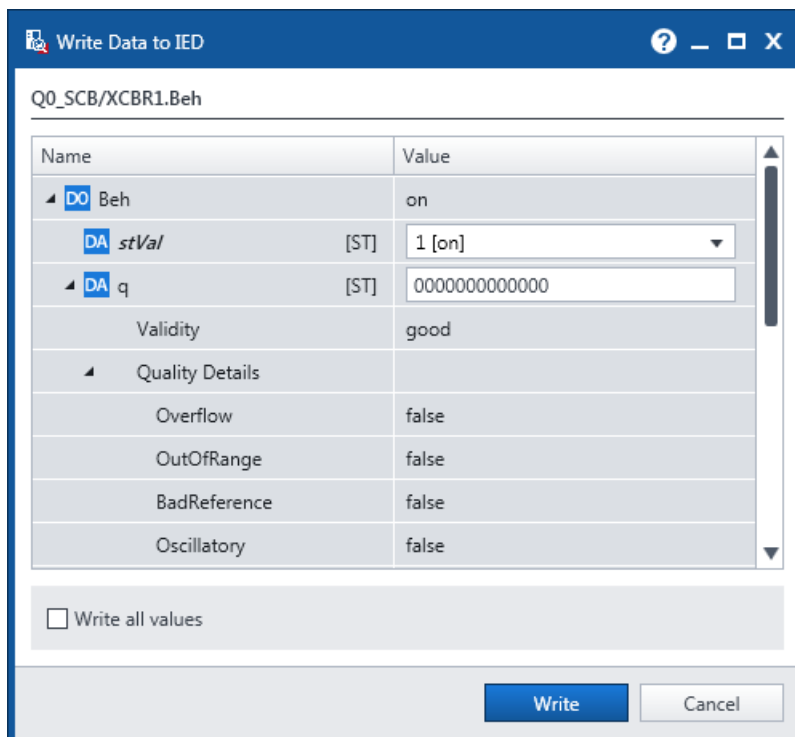 Write Data to IED ?
Q0_SCB/XCBR1.Beh
Name Value
DO Beh on
DA stVal [ST] 1 [on]
DA q [ST] 0000000000000
Validity good
Quality Details
Overflow false
OutOfRange false
BadReference false
Oscillatory false
Write all values
Write Cancel